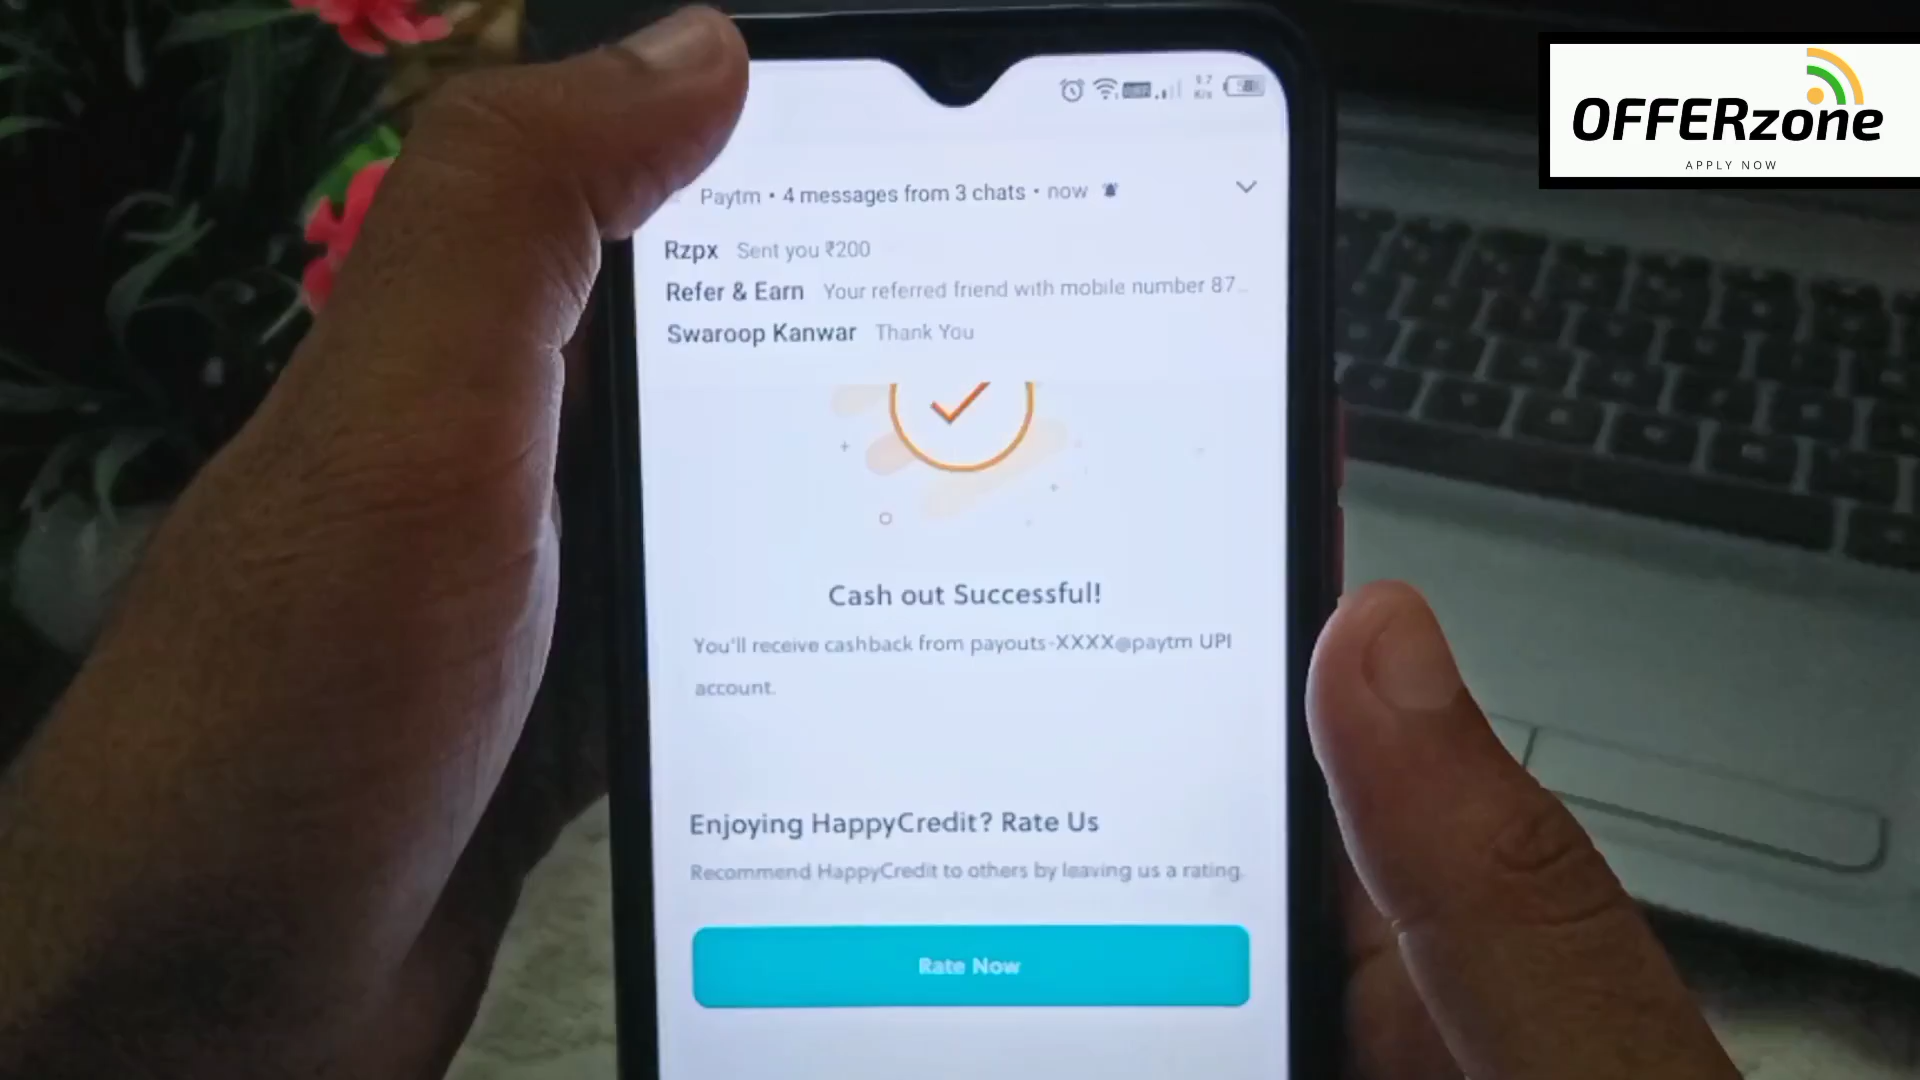 OFFERzone
APPLY NOW
Paytm • 4 messages from 3 chats • now
Rzpx Sent you ₹200
Refer & Earn Your referred friend with mobile number 87...
Swaroop Kanwar Thank You
Cash out Successful!
You'll receive cashback from payouts-XXXX@paytm UPI
account.
Enjoying HappyCredit? Rate Us
Recommend HappyCredit to others by leaving us a rating.
Rate Now